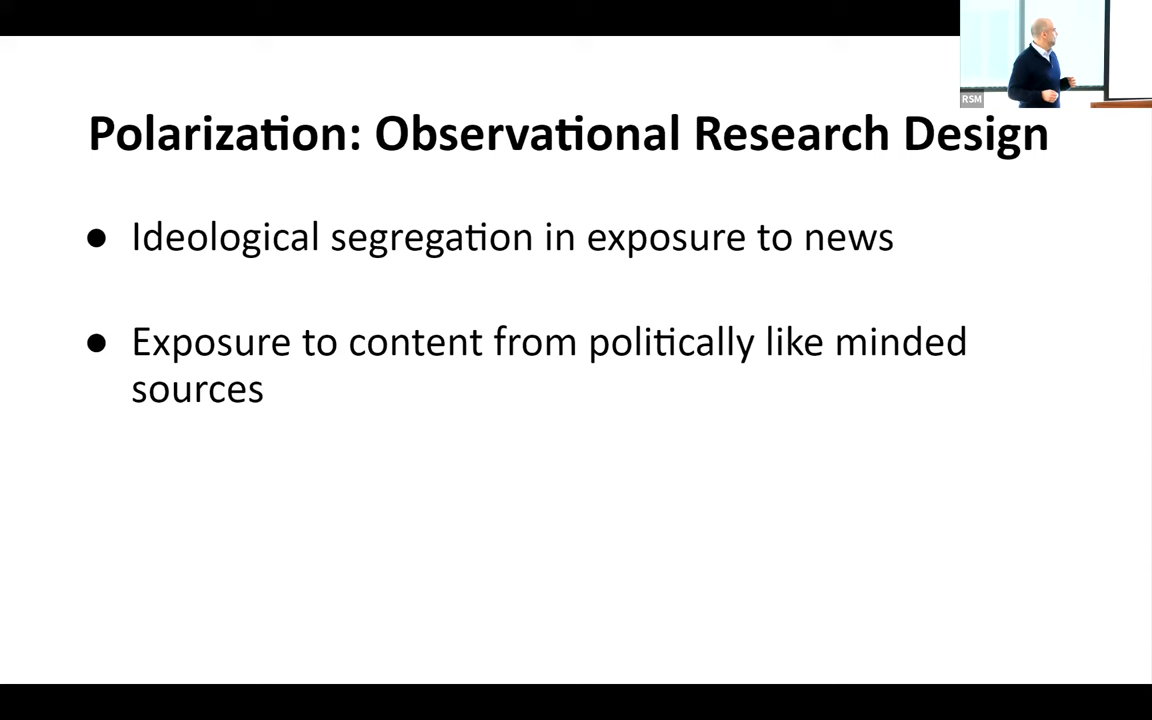 RSM
Polarization: Observational Research Design
● Ideological segregation in exposure to news
● Exposure to content from politically like minded
sources